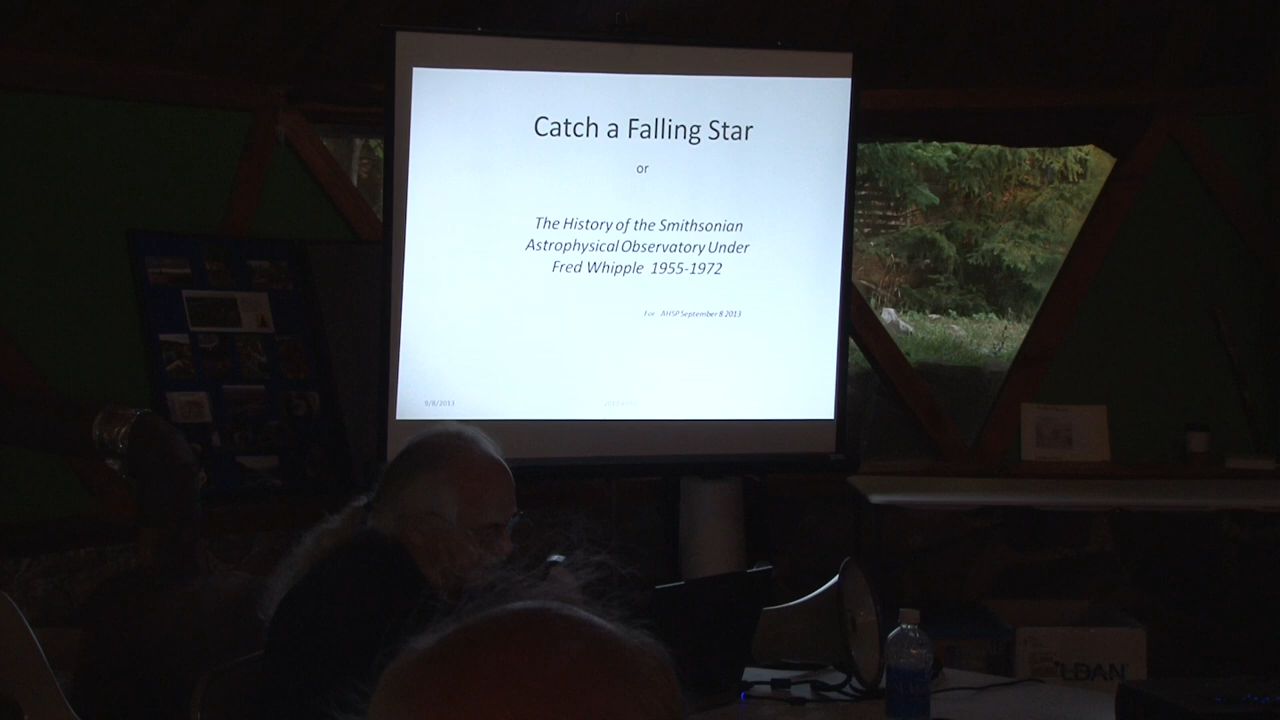 Catch a Falling Star
or
The History of the Smithsonian
Astrophysical Observatory Under
Fred Whipple 1955-1972
For AHSP September 8 2013
9/8/2013
LDAN